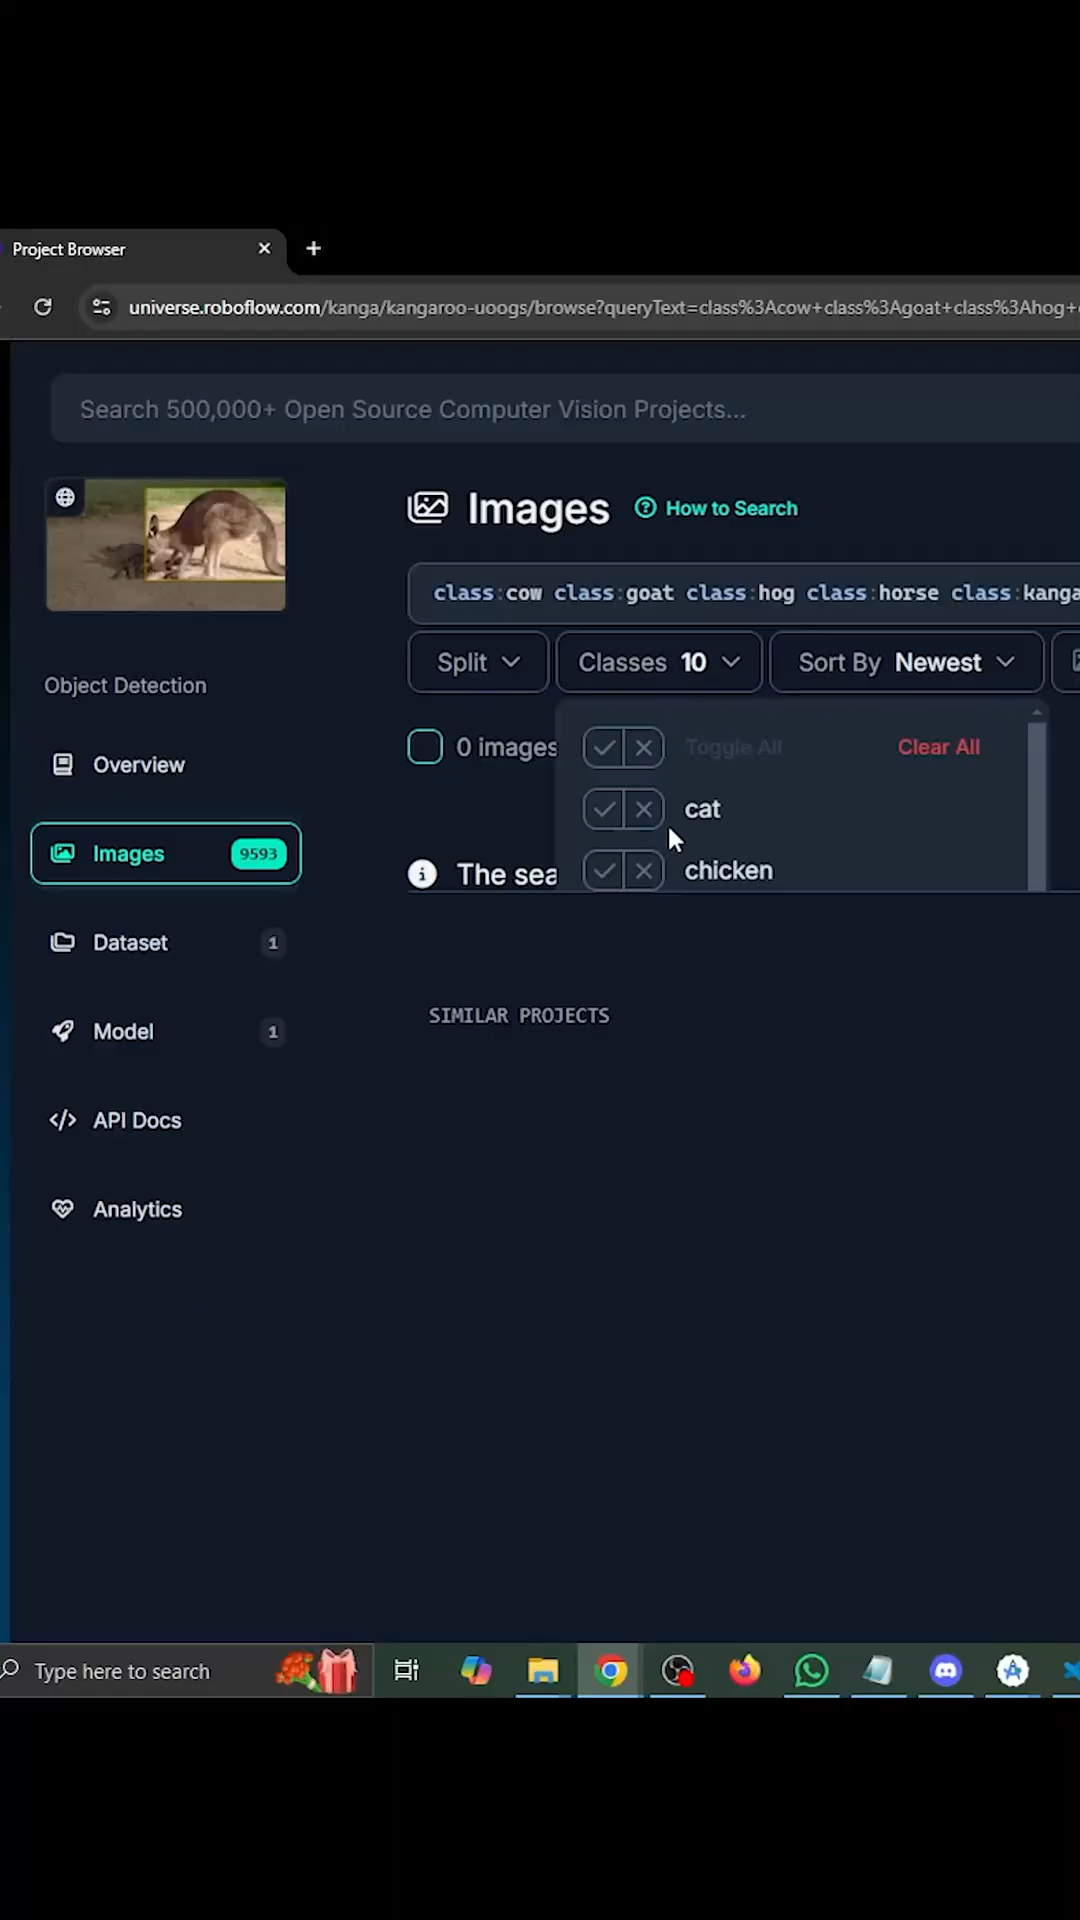 Project Browser
universe.roboflow.com/kanga/kangaroo-uoogs/browse?queryText=class%3Acow+class%3Agoat+class%3Ahog+
Search 500,000+ Open Source Computer Vision Projects...
Images
How to Search
class:cow class:goat class:hog class:horse class:kanga
Split
Classes 10
Sort By Newest
Object Detection
0 images
Toggle All
Clear All
cat
chicken
The sea
Overview
Images 9593
Dataset 1
Model 1
API Docs
Analytics
SIMILAR PROJECTS
Type here to search